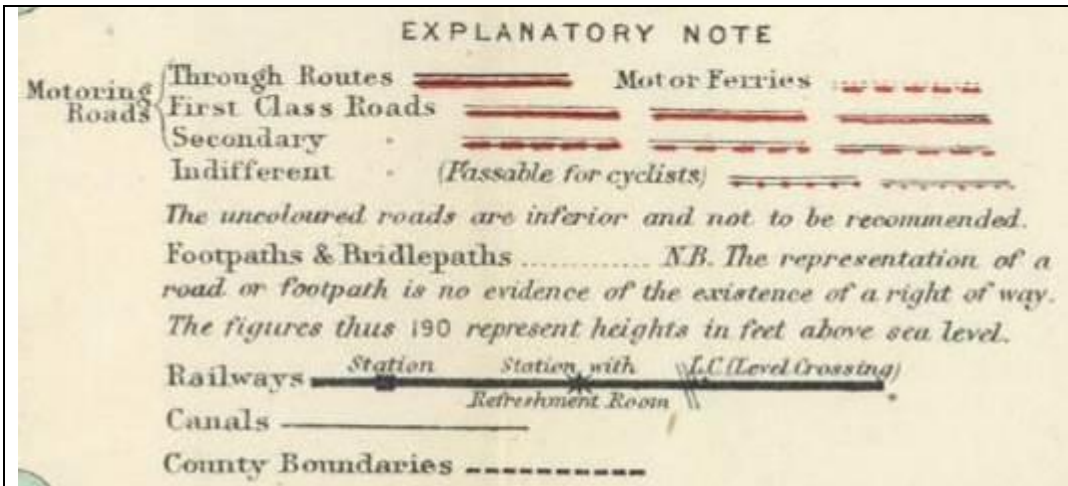 EXPLANATORY NOTE
Motoring Roads
Through Routes Motor Ferries
First Class Roads
Secondary "
Indifferent " (Passable for cyclists)
The uncoloured roads are inferior and not to be recommended.
Footpaths & Bridlepaths ............ N.B. The representation of a
road or footpath is no evidence of the existence of a right of way.
The figures thus 190 represent heights in feet above sea level.
Railways Station Station with Refreshment Room L.C. (Level Crossing)
Canals
County Boundaries